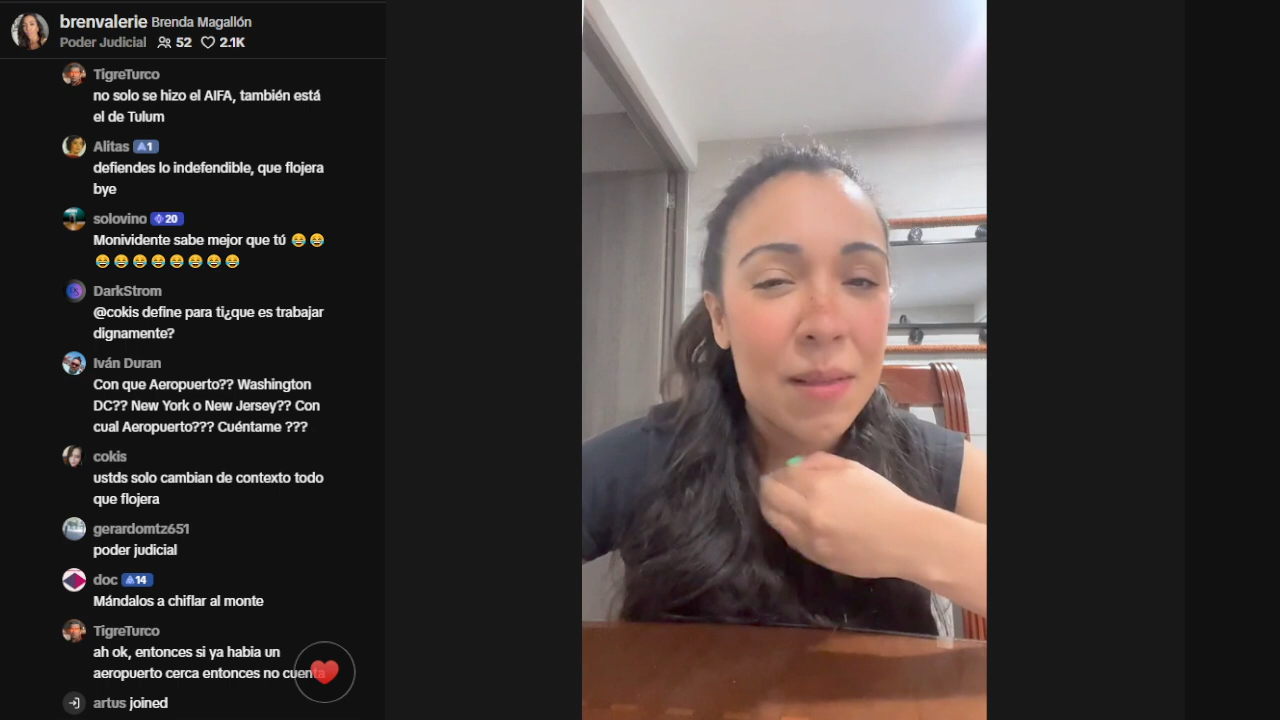 brenvalerie Brenda Magallón
Poder Judicial 52 2.1K
TigreTurco
no solo se hizo el AIFA, también está
el de Tulum
Alitas 1
defiendes lo indefendible, que flojera
bye
solovino 20
Monividente sabe mejor que tú 😂 😂
😂 😂 😂 😂 😂 😂 😂 😂
DarkStrom
@cokis define para ti¿que es trabajar
dignamente?
Iván Duran
Con que Aeropuerto?? Washington
DC?? New York o New Jersey?? Con
cual Aeropuerto??? Cuéntame ???
cokis
ustds solo cambian de contexto todo
que flojera
gerardomtz651
poder judicial
doc 14
Mándalos a chiflar al monte
TigreTurco
ah ok, entonces si ya habia un
aeropuerto cerca entonces no cuenta
artus joined